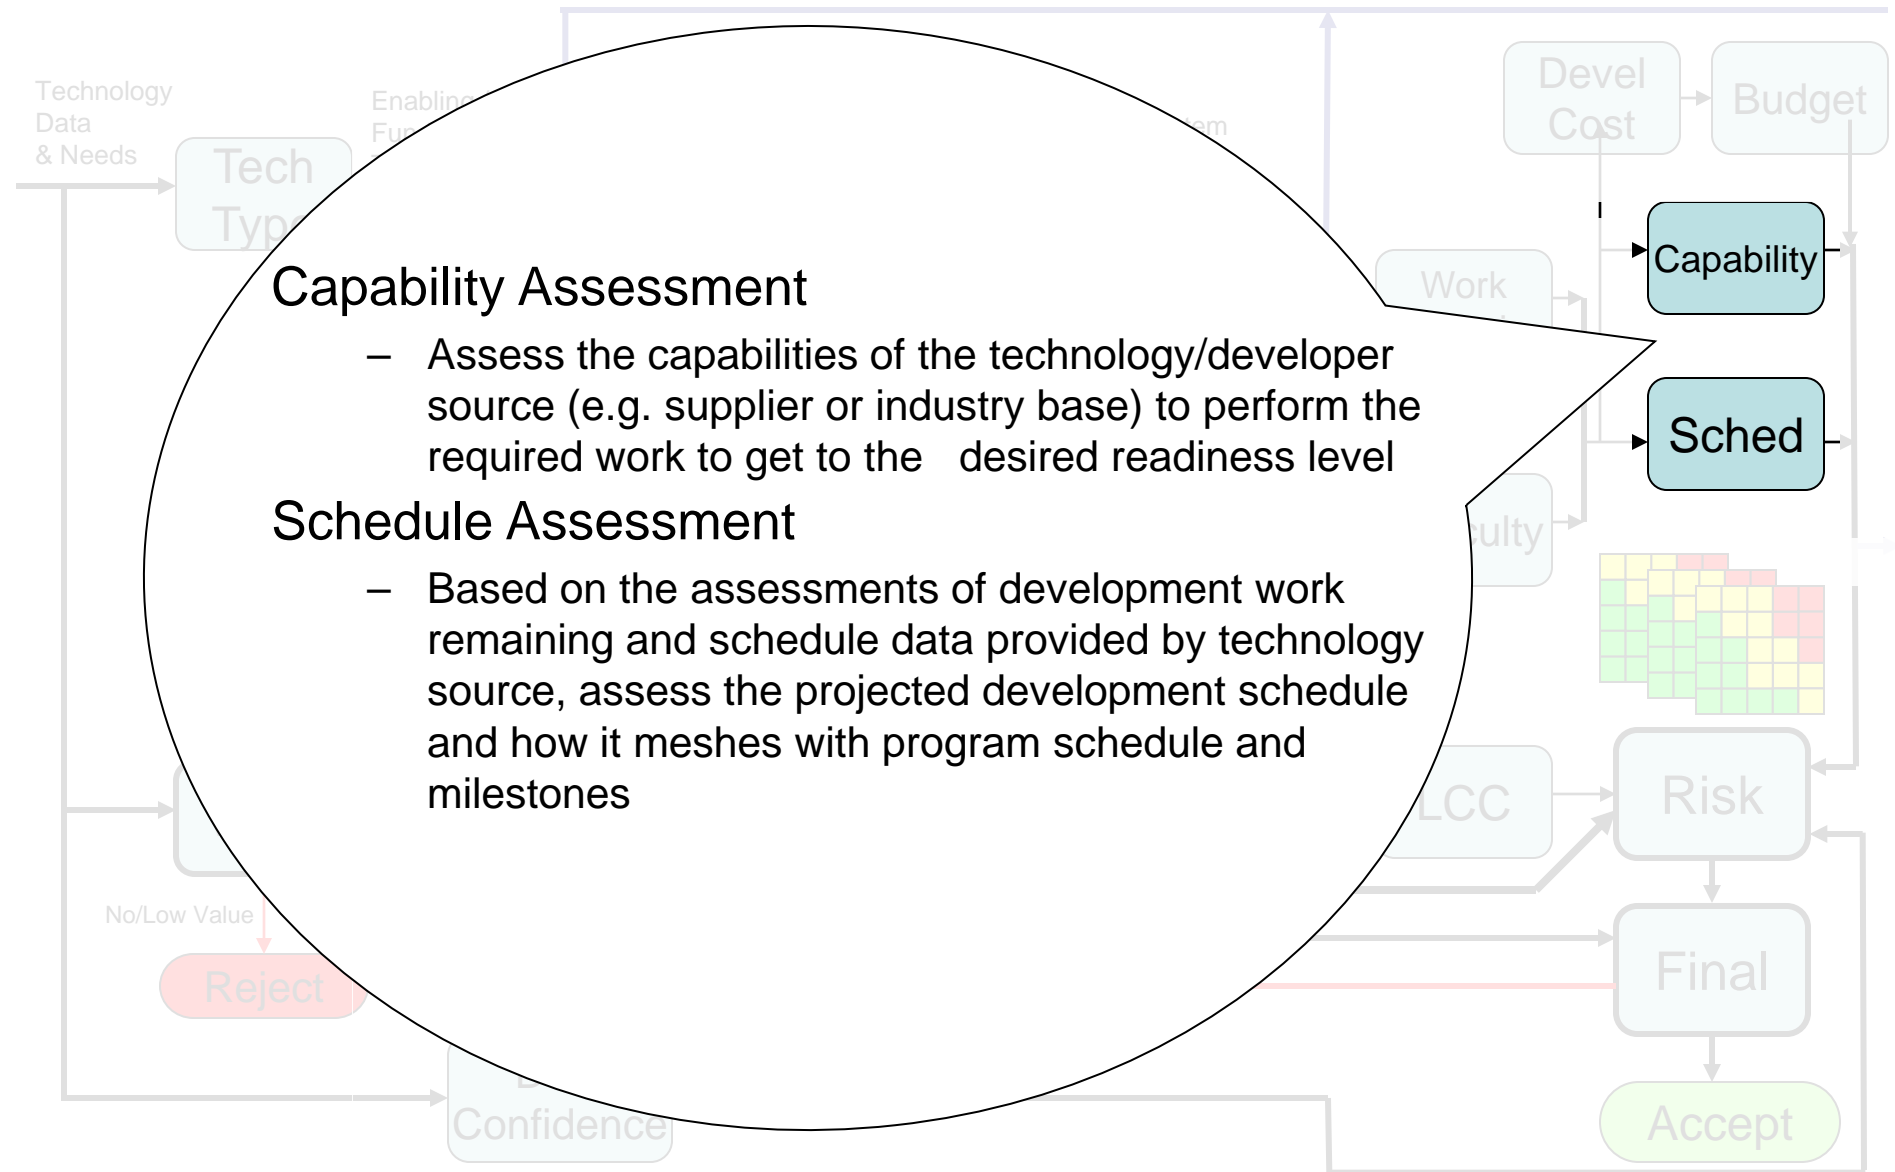 Technology
Data
& Needs
Enabling
Tech
Type
Devel
Cost
Budget
Capability
Work
Capability Assessment
– Assess the capabilities of the technology/developer
source (e.g. supplier or industry base) to perform the
required work to get to the desired readiness level
Sched
Schedule Assessment
– Based on the assessments of development work
remaining and schedule data provided by technology
source, assess the projected development schedule
and how it meshes with program schedule and
milestones
LCC
Risk
No/Low Value
Reject
Final
Confidence
Accept